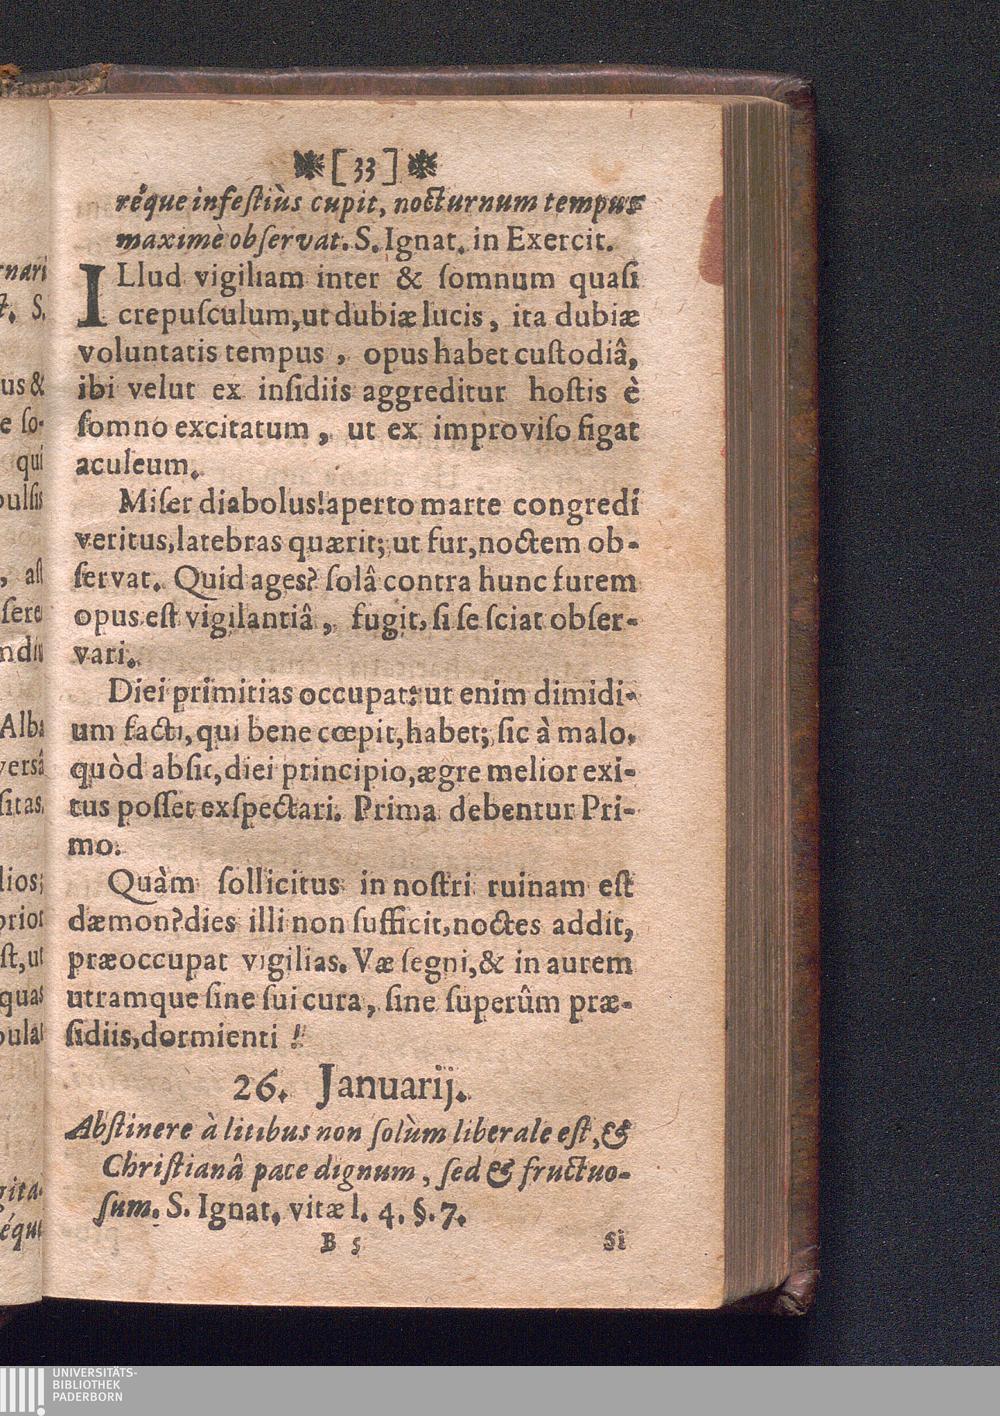 [33]
réque infeſtiùs cupit, nocturnum tempus
maximè obſervat. S. Ignat. in Exercit.
ILlud vigiliam inter & ſomnum quaſi
crepuſculum, ut dubiæ lucis, ita dubiæ
voluntatis tempus, opus habet cuſtodiâ,
ibi velut ex inſidiis aggreditur hoſtis è
ſomno excitatum, ut ex improviſo figat
aculeum.
Miſer diabolus! aperto marte congredi
veritus, latebras quærit; ut fur, noctem ob-
ſervat. Quid ages? ſolâ contra hunc furem
opus eſt vigilantiâ, fugit, ſi ſe ſciat obſer-
vari.
Diei primitias occupat: ut enim dimidi-
um facti, qui bene cœpit, habet; ſic à malo,
quòd abſit, diei principio, ægre melior exi-
tus poſſet exſpectari. Prima debentur Pri-
mo.
Quàm ſollicitus in noſtri ruinam eſt
dæmon? dies illi non ſufficit, noctes addit,
præoccupat vigilias. Væ ſegni, & in aurem
utramque ſine ſui cura, ſine ſuperûm præ-
ſidiis, dormienti!
26. Januarij.
Abſtinere à litibus non ſolùm liberale eſt, &
Chriſtianâ pace dignum, ſed & fructuo-
ſum. S. Ignat. vitæ l. 4. §. 7.
B 5 Si
UNIVERSITÄTS-
BIBLIOTHEK
PADERBORN